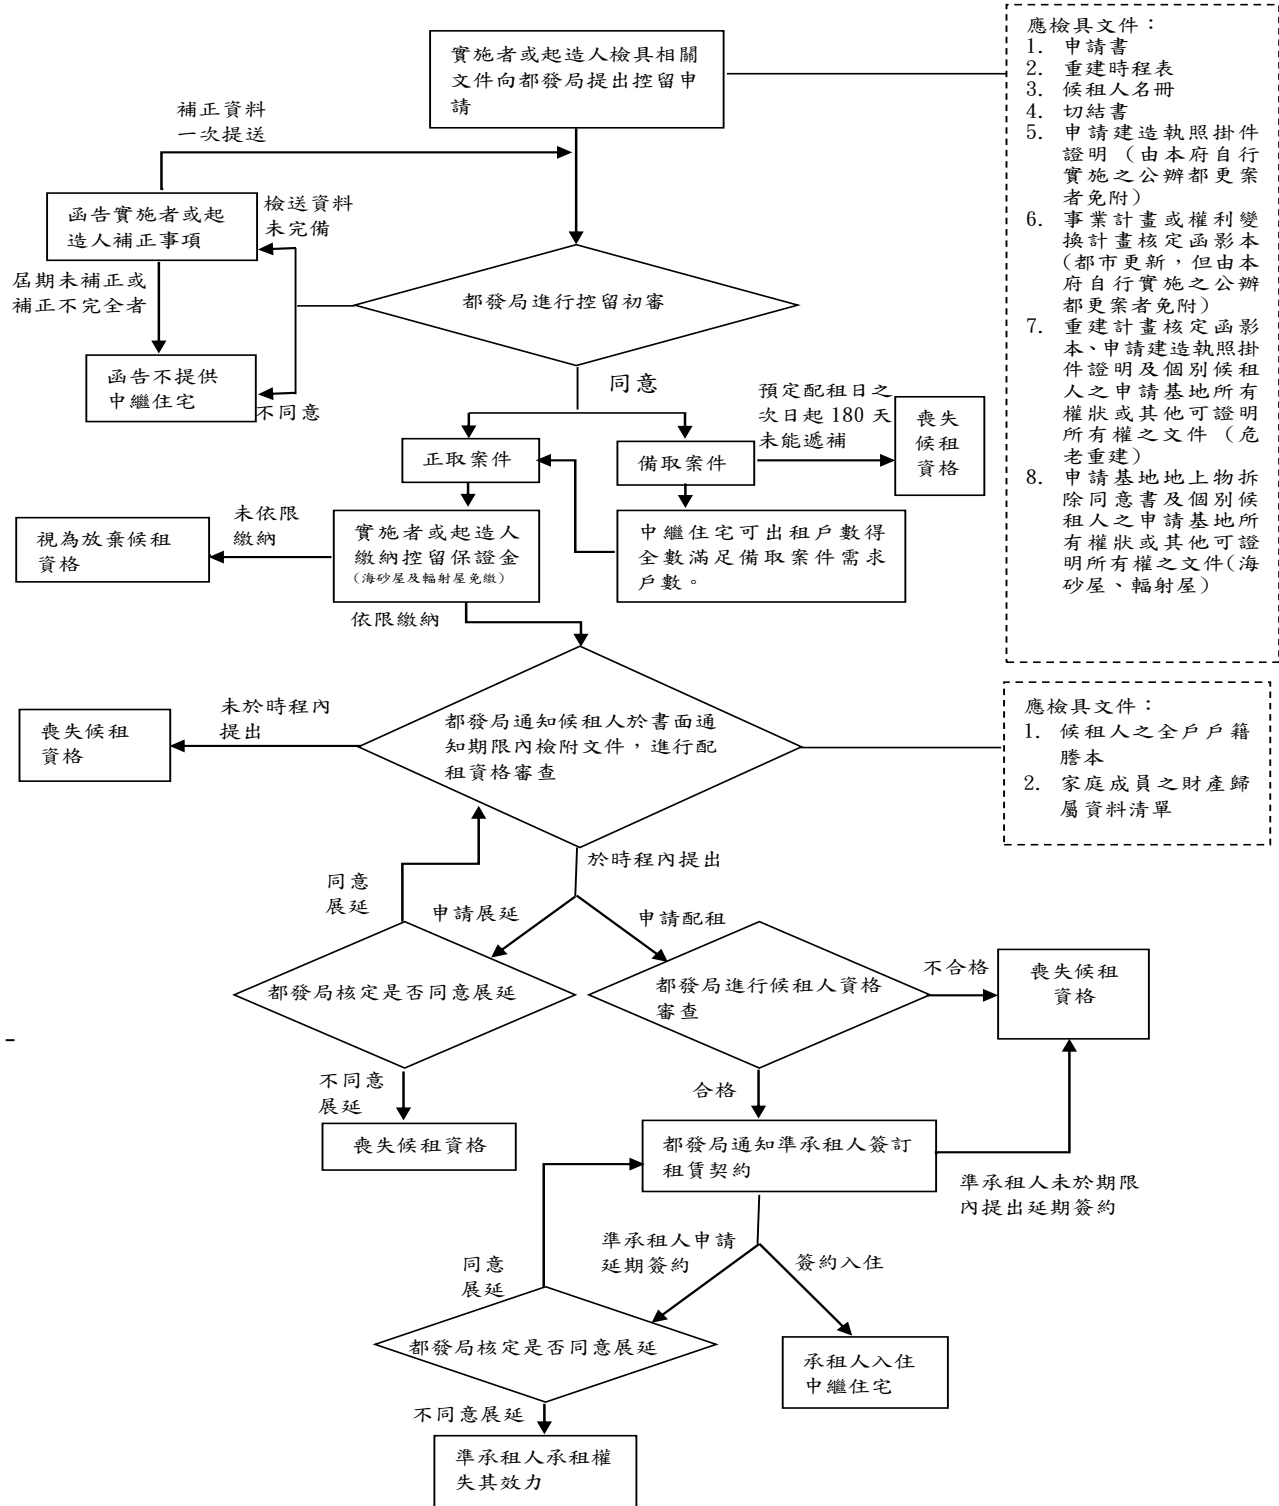 實施者或起造人檢具相關
文件向都發局提出控留申
請
應檢具文件：
1. 申請書
2. 重建時程表
3. 候租人名冊
4. 切結書
5. 申請建造執照掛件
證明（由本府自行
實施之公辦都更案
者免附)
6. 事業計畫或權利變
換計畫核定函影本
(都市更新，但由本
府自行實施之公辦
都更案者免附)
7. 重建計畫核定函影
本、申請建造執照掛
件證明及個別候租
人之申請基地所有
權狀或其他可證明
所有權之文件（危
老重建)
8. 申請基地地上物拆
除同意書及個別候
租人之申請基地所
有權狀或其他可證
明所有權之文件(海
砂屋、輻射屋)
補正資料
一次提送
函告實施者或起
造人補正事項
檢送資料
未完備
屆期未補正或
補正不完全者
都發局進行控留初審
函告不提供
中繼住宅
不同意
同意
預定配租日之
次日起 180 天
未能遞補
喪失
候租
資格
正取案件
備取案件
視為放棄候租
資格
未依限
繳納
實施者或起造人
繳納控留保證金
(海砂屋及輻射屋免繳)
中繼住宅可出租戶數得
全數滿足備取案件需求
戶數。
依限繳納
喪失候租
資格
未於時程內
提出
都發局通知候租人於書面通
知期限內檢附文件，進行配
租資格審查
應檢具文件：
1. 候租人之全戶戶籍
謄本
2. 家庭成員之財產歸
屬資料清單
於時程內提出
同意
展延
申請展延
申請配租
都發局核定是否同意展延
都發局進行候租人資格
審查
不合格
喪失候租
資格
-
不同意
展延
合格
喪失候租資格
都發局通知準承租人簽訂
租賃契約
準承租人未於期限
內提出延期簽約
同意
展延
準承租人申請
延期簽約
簽約入住
都發局核定是否同意展延
承租人入住
中繼住宅
不同意展延
準承租人承租權
失其效力